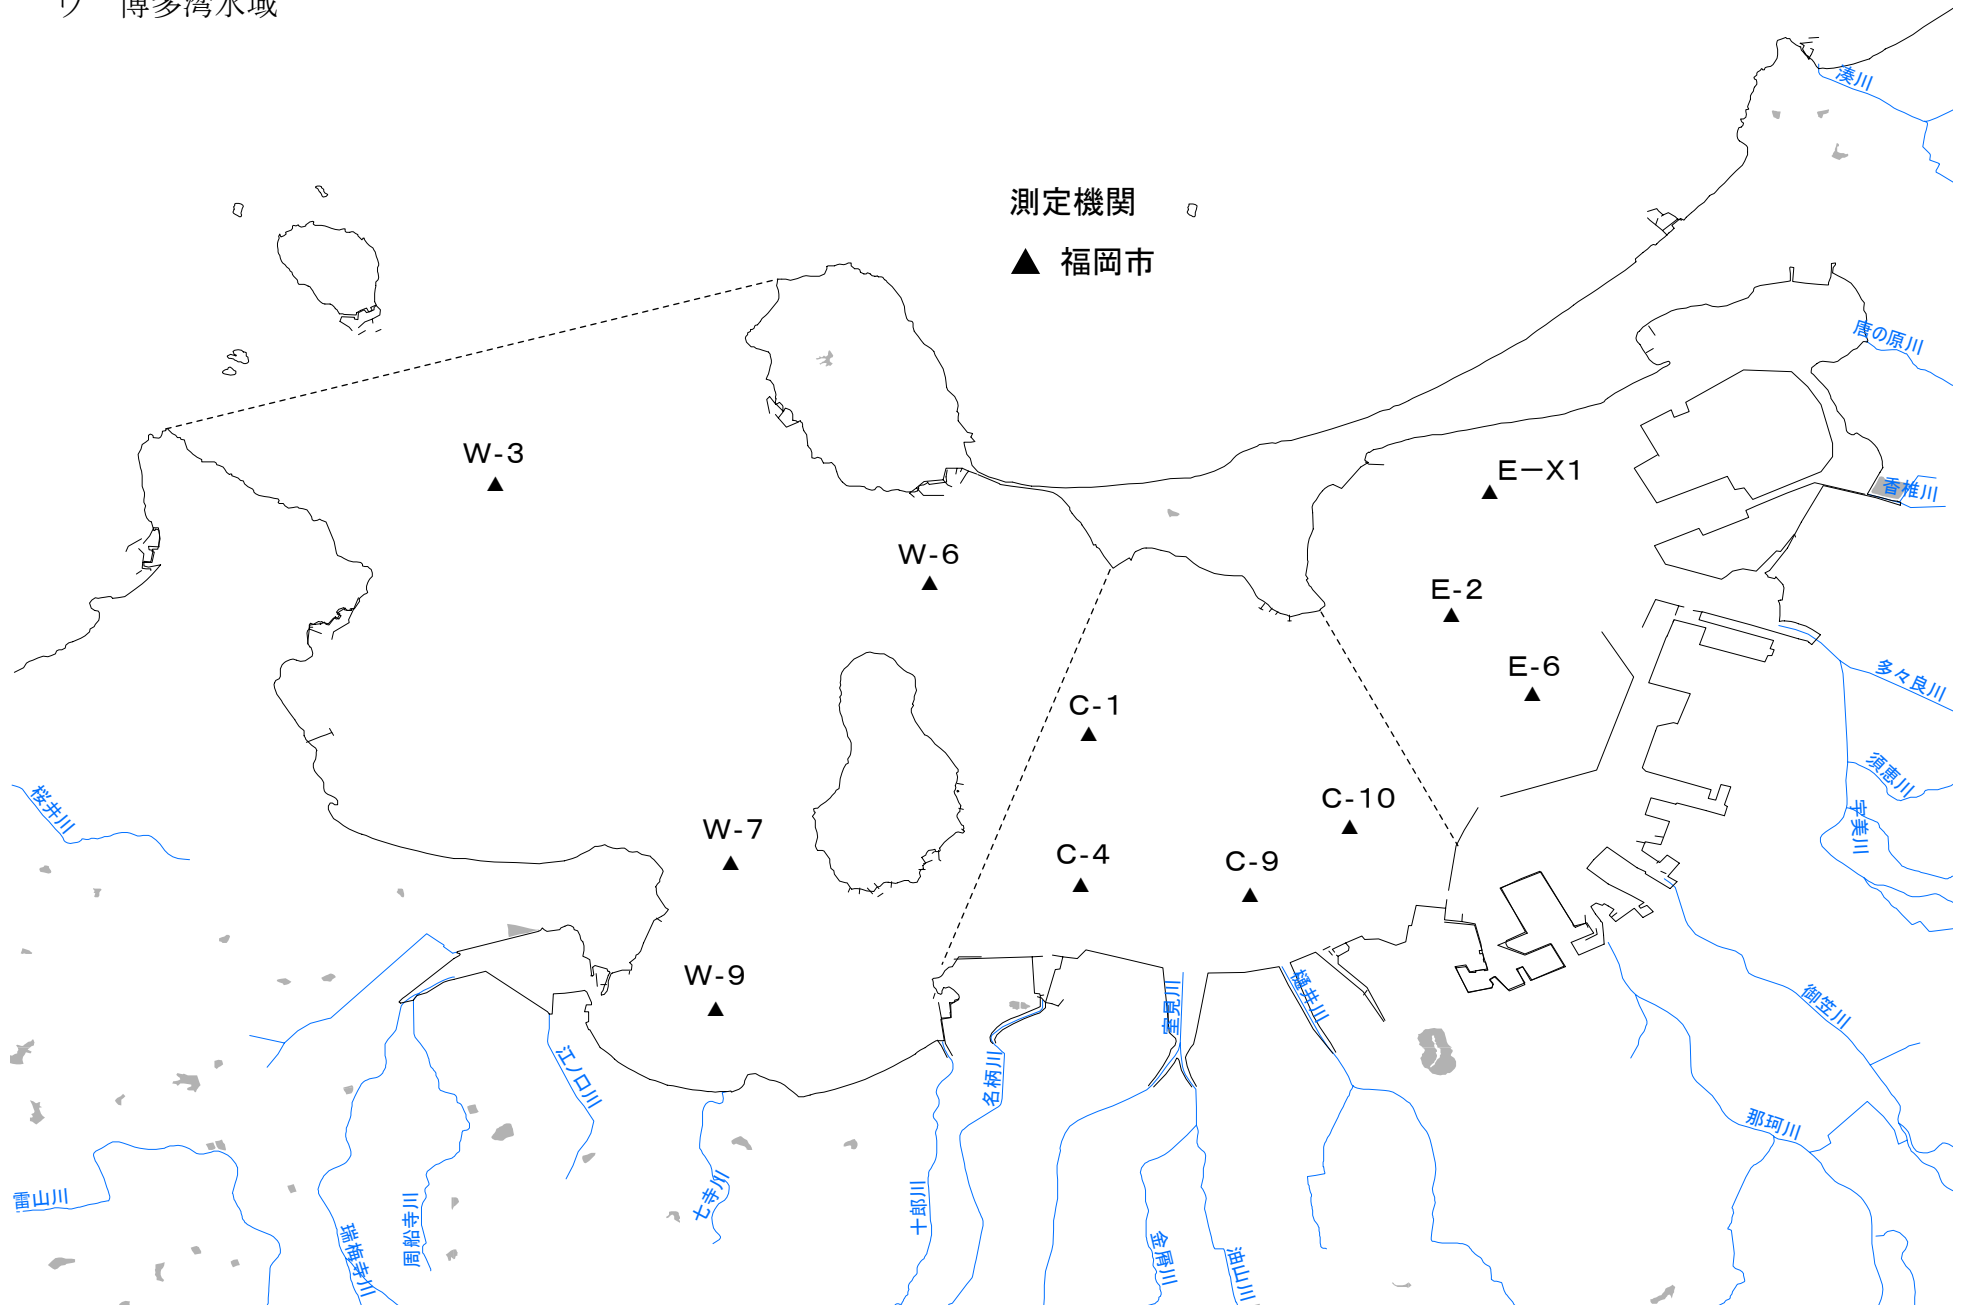 ウ 博多湾水域
湊川
測定機関
▲ 福岡市
唐の原川
W-3
E－X1
香椎川
W-6
E-2
E-6
多々良川
C-1
須恵川
桜井川
C-10
宇美川
W-7
C-4
C-9
W-9
室見川
樋井川
御笠川
江ノ口川
名柄川
那珂川
雷山川
瑞梅寺川
周船寺川
七寺川
十郎川
金屑川
油山川